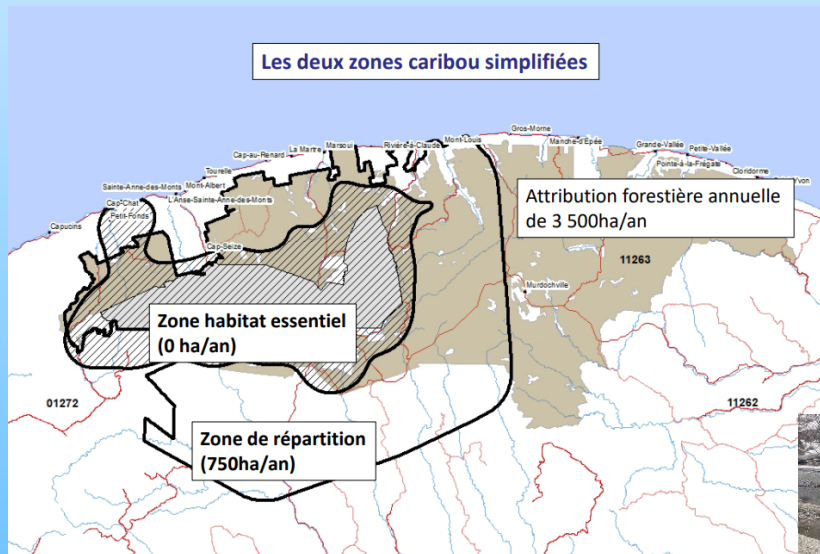 Les deux zones caribou simplifiées
Gros-Morne
Mont-Louis
Manche-d'Epée
Rivière-à-Claude
Marsoui
La Martre
Cap-au-Renard
Grande-Vallée
Petite-Vallée
Pointe-à-la-Frégate
Cloridorme
Tourelle
Mont-Albert
Sainte-Anne-des-Monts
L'Anse-Sainte-Anne-des-Monts
Cap-Chat
Petit-Fonds
Capucins
Cap-Seize
Attribution forestière annuelle
de 3 500ha/an
11263
Murdochville
Zone habitat essentiel
(0 ha/an)
01272
11262
Zone de répartition
(750ha/an)